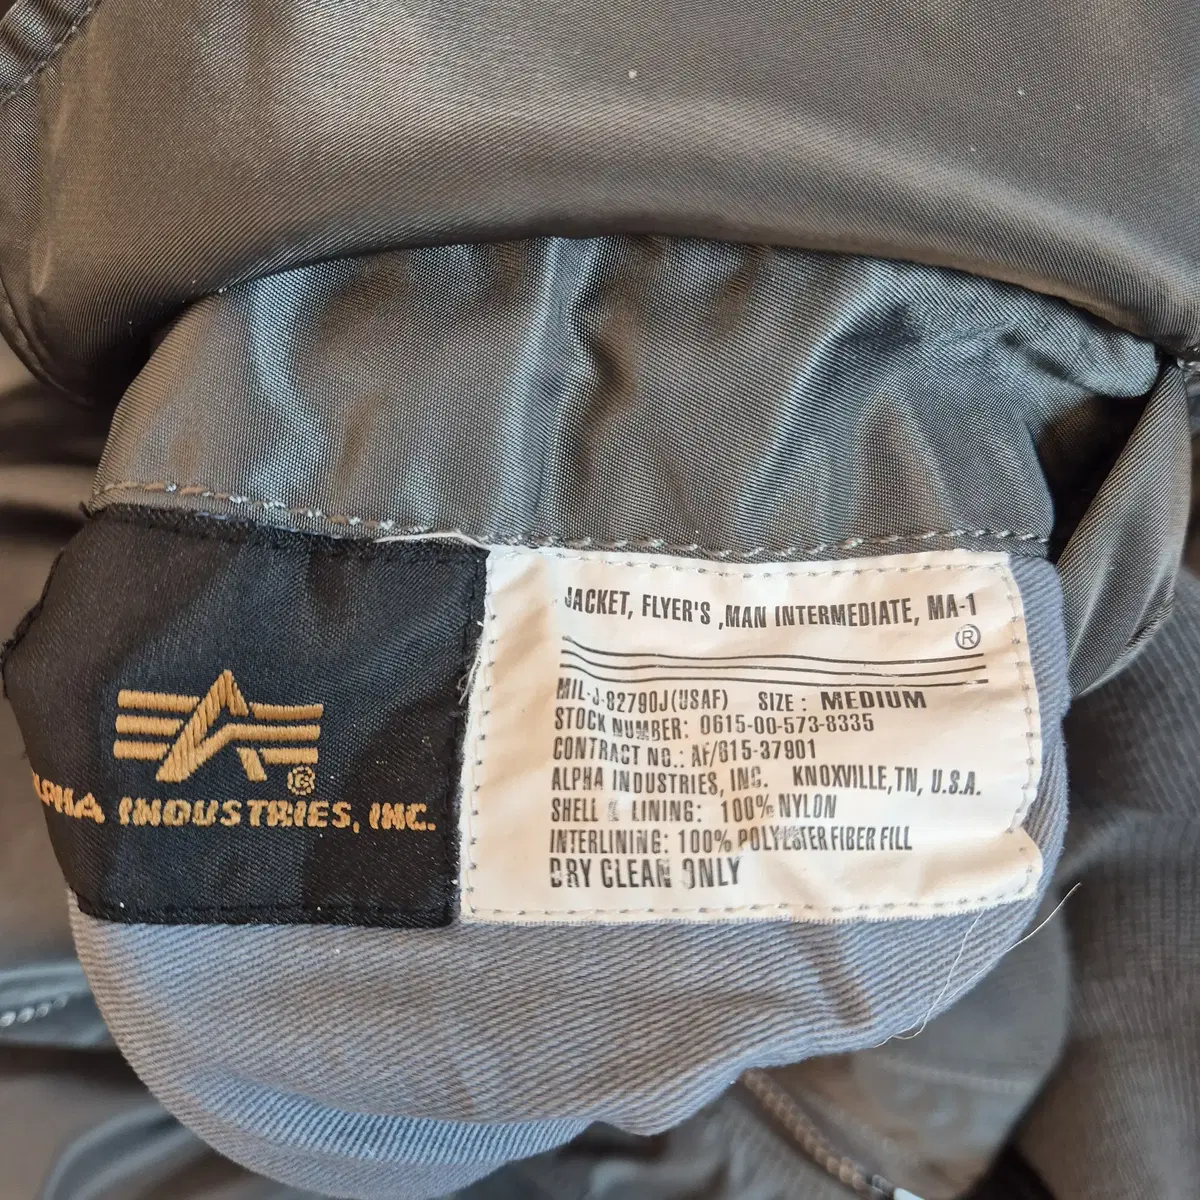 ALPHA INDUSTRIES, INC.
JACKET, FLYER'S ,MAN INTERMEDIATE, MA-1
®
MIL-J-82790J(USAF) SIZE : MEDIUM
STOCK NUMBER: 0615-00-573-8335
CONTRACT NO.: AF/615-37901
ALPHA INDUSTRIES, INC. KNOXVILLE,TN, U.S.A.
SHELL & LINING: 100% NYLON
INTERLINING: 100% POLYLSTER FIBER FILL
DRY CLEAN ONLY